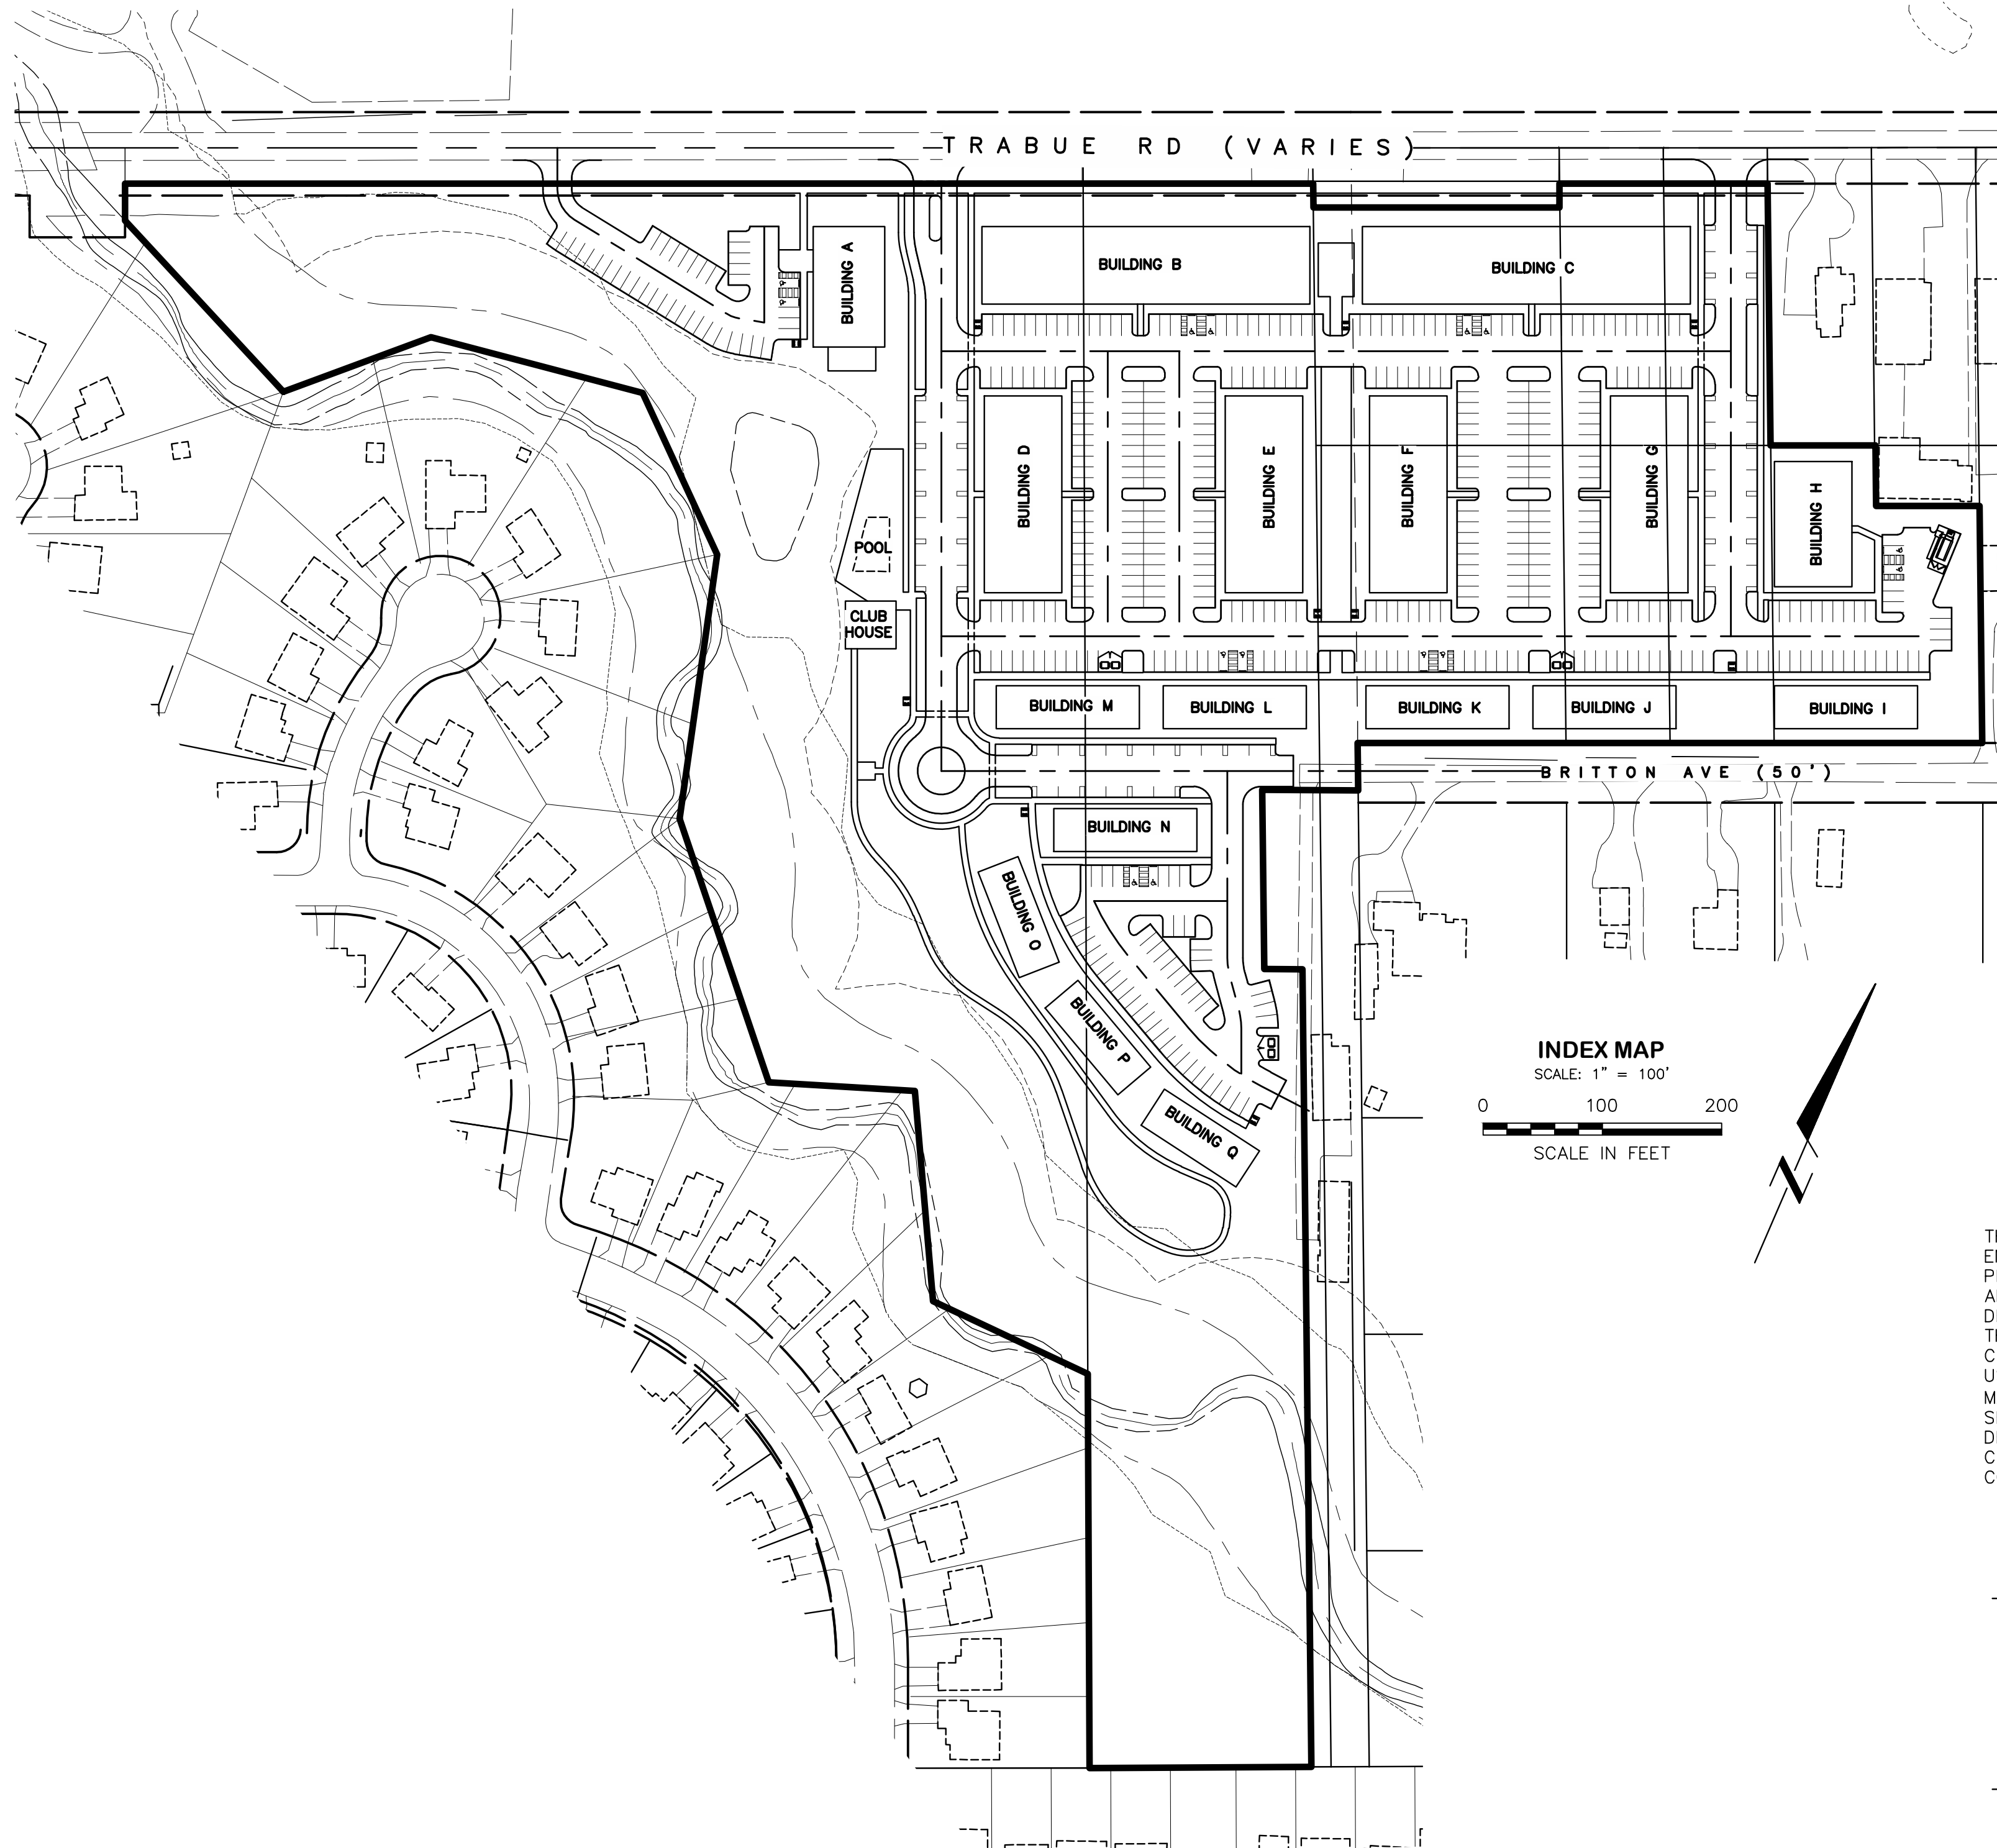 TRABUE RD (VARIES)
BUILDING A
BUILDING B
BUILDING C
BUILDING D
BUILDING E
BUILDING F
BUILDING G
BUILDING H
POOL
CLUB
HOUSE
BUILDING M
BUILDING L
BUILDING K
BUILDING J
BUILDING I
BRITTON AVE (50')
BUILDING N
BUILDING O
BUILDING P
BUILDING Q
INDEX MAP
SCALE: 1" = 100'
0 100 200
SCALE IN FEET
N